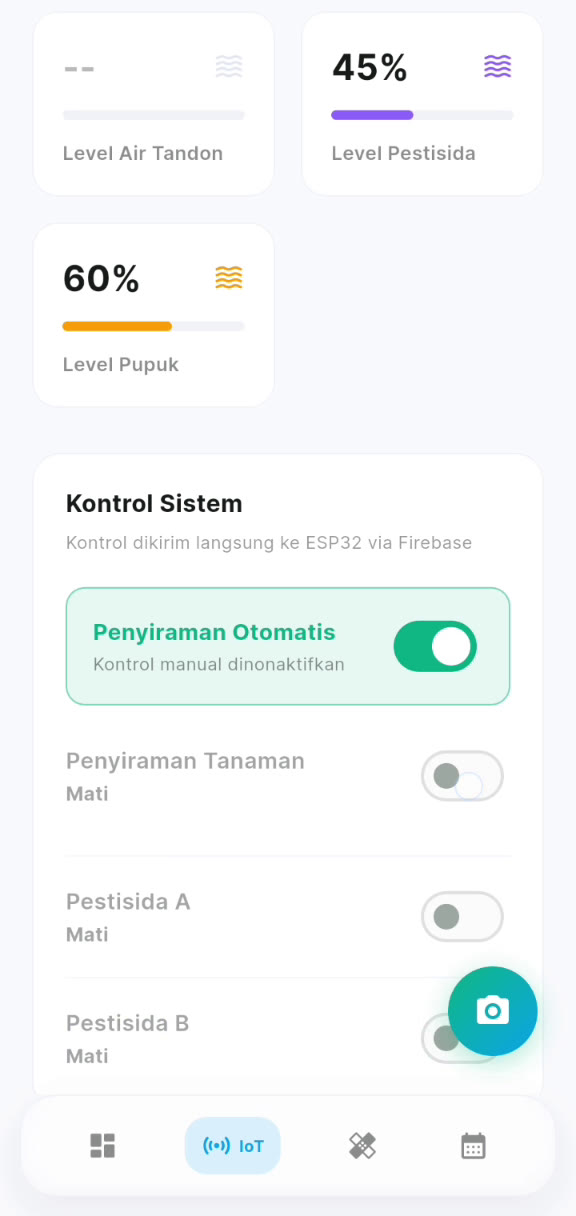 --
45%
Level Air Tandon
Level Pestisida
60%
Level Pupuk
Kontrol Sistem
Kontrol dikirim langsung ke ESP32 via Firebase
Penyiraman Otomatis
Kontrol manual dinonaktifkan
Penyiraman Tanaman
Mati
Pestisida A
Mati
Pestisida B
Mati
IoT